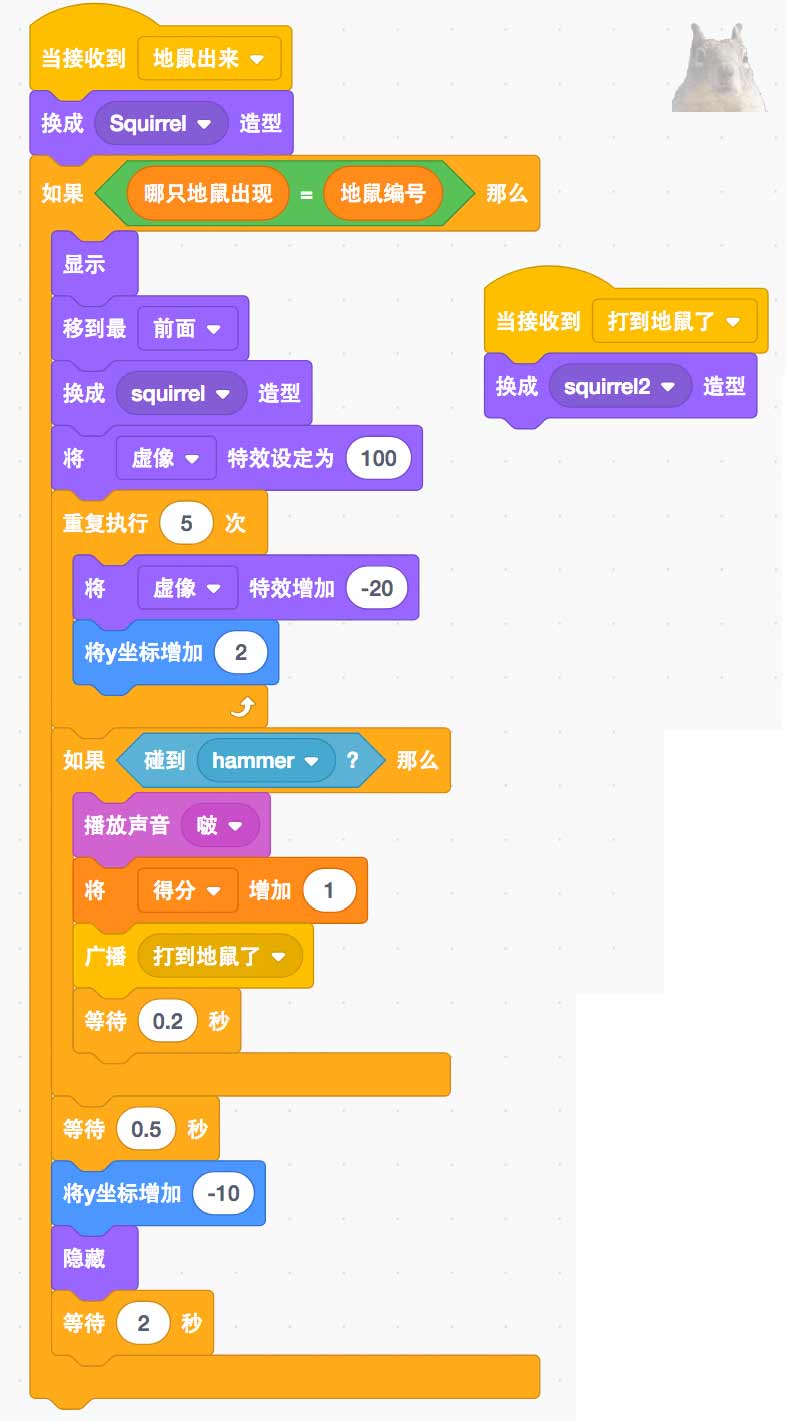 当接收到 地鼠出来
换成 Squirrel 造型
如果 哪只地鼠出现 = 地鼠编号 那么
显示
移到最 前面
换成 squirrel 造型
将 虚像 特效设定为 100
重复执行 5 次
将 虚像 特效增加 -20
将y坐标增加 2
如果 碰到 hammer ? 那么
播放声音 啵
将 得分 增加 1
广播 打到地鼠了
等待 0.2 秒
等待 0.5 秒
将y坐标增加 -10
隐藏
等待 2 秒
当接收到 打到地鼠了
换成 squirrel2 造型